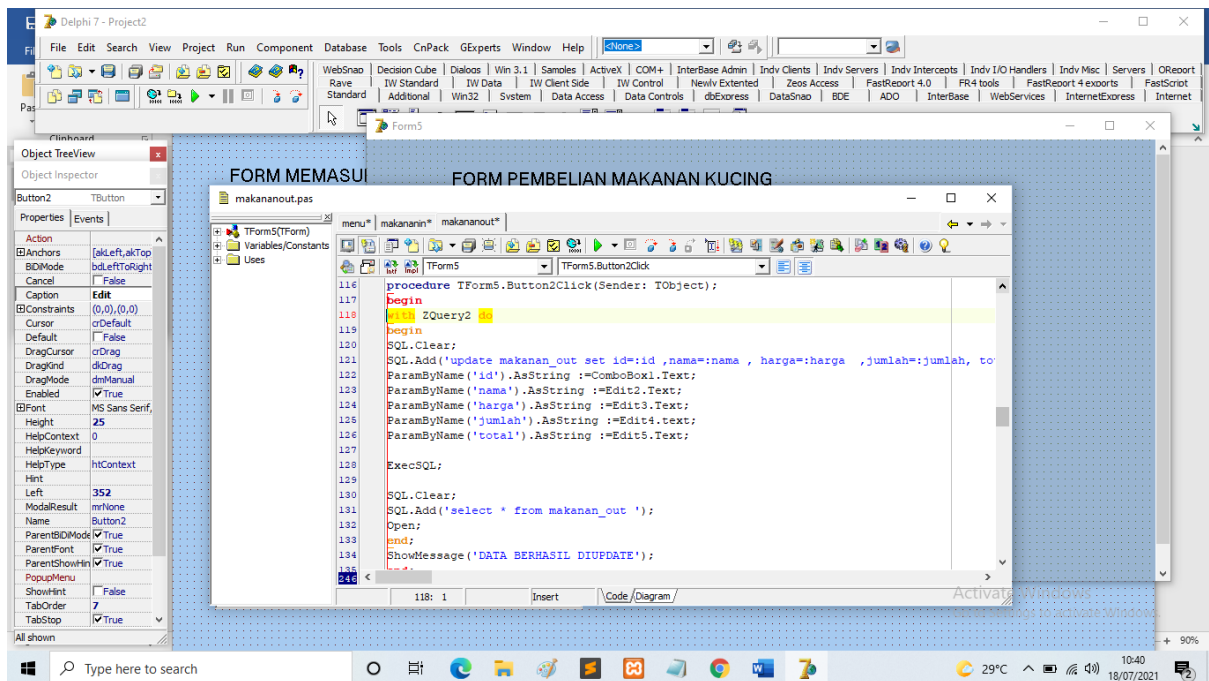 Delphi 7 - Project2
File Edit Search View Project Run Component Database Tools CnPack GExperts Window Help <None>
WebSnap Decision Cube Dialogs Win 3.1 Samples ActiveX COM+ InterBase Admin Indy Clients Indy Servers Indy Intercepts Indy I/O Handlers Indy Misc Servers QReport
Rave IW Standard IW Data IW Client Side IW Control Newly Extented Zeos Access FastReport 4.0 FR4 tools FastReport 4 exports FastScript
Standard Additional Win32 System Data Access Data Controls dbExpress DataSnap BDE ADO InterBase WebServices InternetExpress Internet
Pas
Clipboard
Form5
Object TreeView
Object Inspector
Button2 TButton
Properties Events
Action
Anchors [akLeft,akTop
BiDiMode bdLeftToRight
Cancel False
Caption Edit
Constraints (0,0),(0,0)
Cursor crDefault
Default False
DragCursor crDrag
DragKind dkDrag
DragMode dmManual
Enabled True
Font MS Sans Serif,
Height 25
HelpContext 0
HelpKeyword
HelpType htContext
Hint
Left 352
ModalResult mrNone
Name Button2
ParentBiDiMode True
ParentFont True
ParentShowHin True
PopupMenu
ShowHint False
TabOrder 7
TabStop True
All shown
FORM MEMASU
FORM PEMBELIAN MAKANAN KUCING
makananout.pas
TForm5(TForm)
Variables/Constants
Uses
menu* makananin* makananout*
TForm5 TForm5.Button2Click
116 procedure TForm5.Button2Click(Sender: TObject);
117 begin
118 with ZQuery2 do
119 begin
120 SQL.Clear;
121 SQL.Add('update makanan_out set id=:id ,nama=:nama , harga=:harga ,jumlah=:jumlah, to
122 ParamByName('id').AsString :=ComboBox1.Text;
123 ParamByName('nama').AsString :=Edit2.Text;
124 ParamByName('harga').AsString :=Edit3.Text;
125 ParamByName('jumlah').AsString :=Edit4.text;
126 ParamByName('total').AsString :=Edit5.Text;
127
128 ExecSQL;
129
130 SQL.Clear;
131 SQL.Add('select * from makanan_out ');
132 Open;
133 end;
134 ShowMessage('DATA BERHASIL DIUPDATE');
135 end;
246
118: 1 Insert Code Diagram
Activate Windows
90%
Type here to search
29°C
10:40
18/07/2021